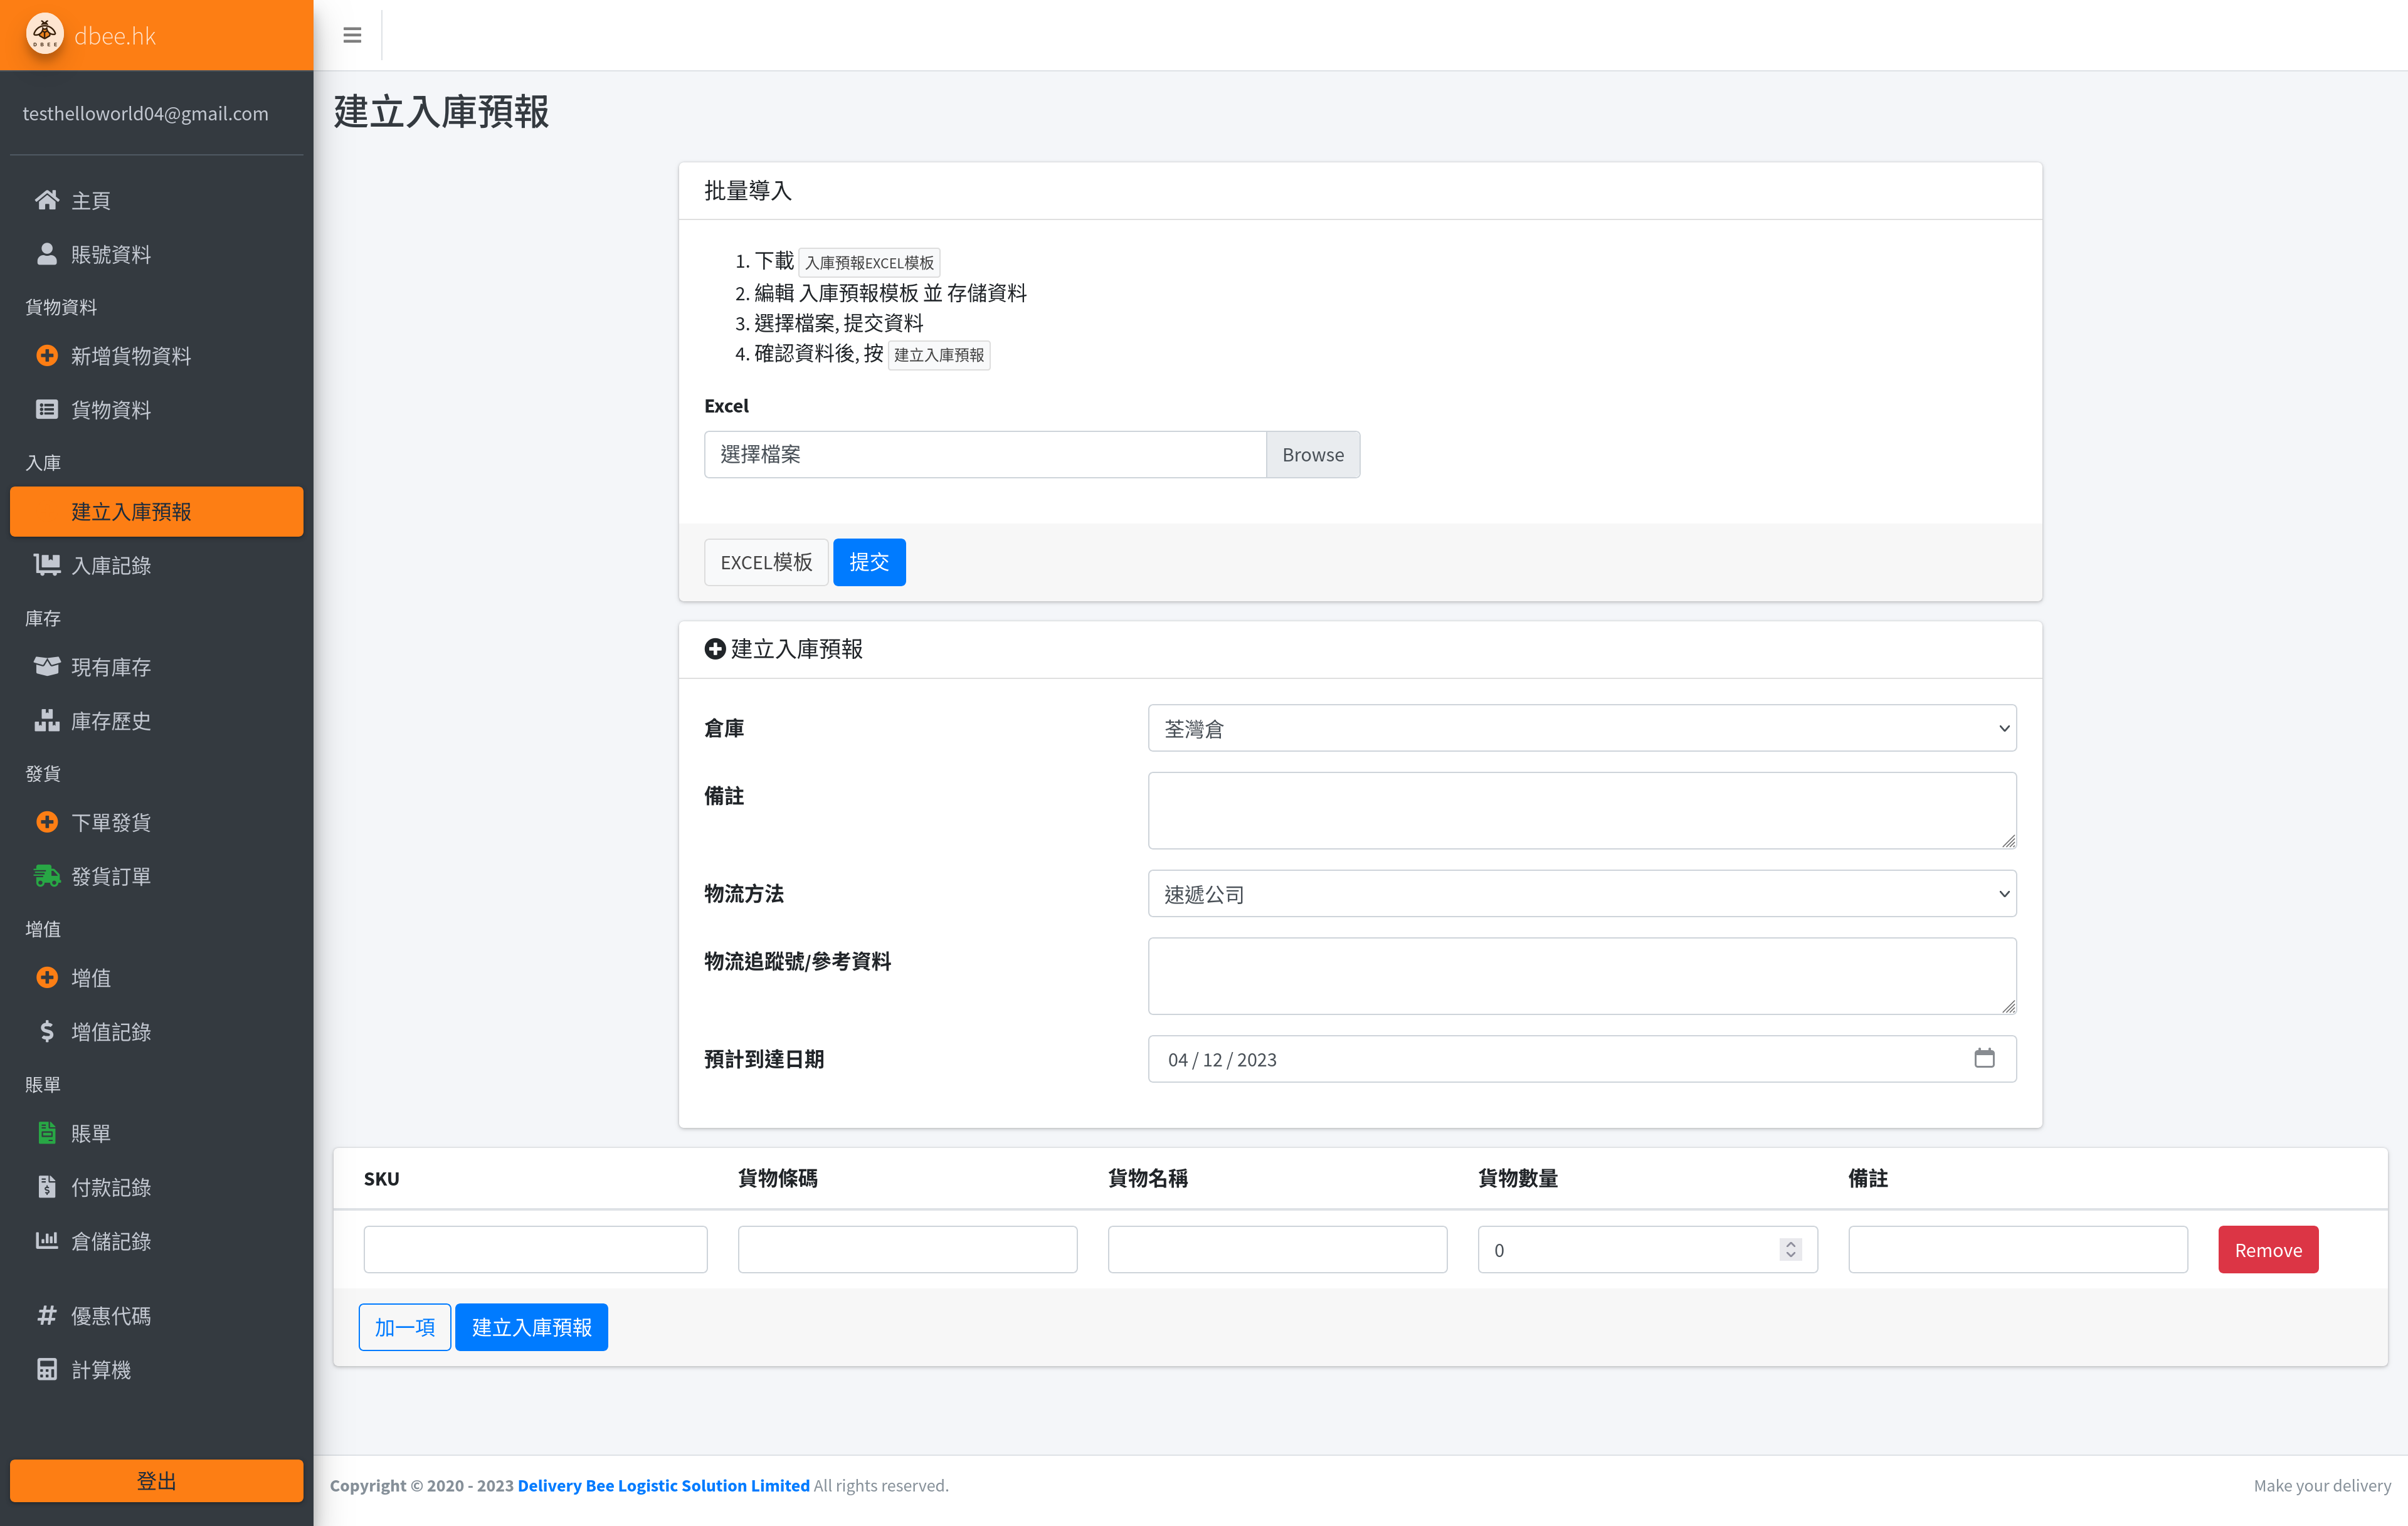 DBEE
dbee.hk
testhelloworld04@gmail.com
主頁
賬號資料
貨物資料
新增貨物資料
貨物資料
入庫
建立入庫預報
入庫記錄
庫存
現有庫存
庫存歷史
發貨
下單發貨
發貨訂單
增值
增值
增值記錄
賬單
賬單
付款記錄
倉儲記錄
優惠代碼
計算機
登出
建立入庫預報
批量導入
1. 下載 入庫預報EXCEL模板
2. 編輯 入庫預報模板 並 存儲資料
3. 選擇檔案, 提交資料
4. 確認資料後, 按 建立入庫預報
Excel
選擇檔案 Browse
EXCEL模板 提交
建立入庫預報
倉庫 荃灣倉
備註
物流方法 速遞公司
物流追蹤號/參考資料
預計到達日期 04 / 12 / 2023
SKU 貨物條碼 貨物名稱 貨物數量 備註
0 Remove
加一項 建立入庫預報
Copyright © 2020 - 2023 Delivery Bee Logistic Solution Limited All rights reserved. Make your delivery